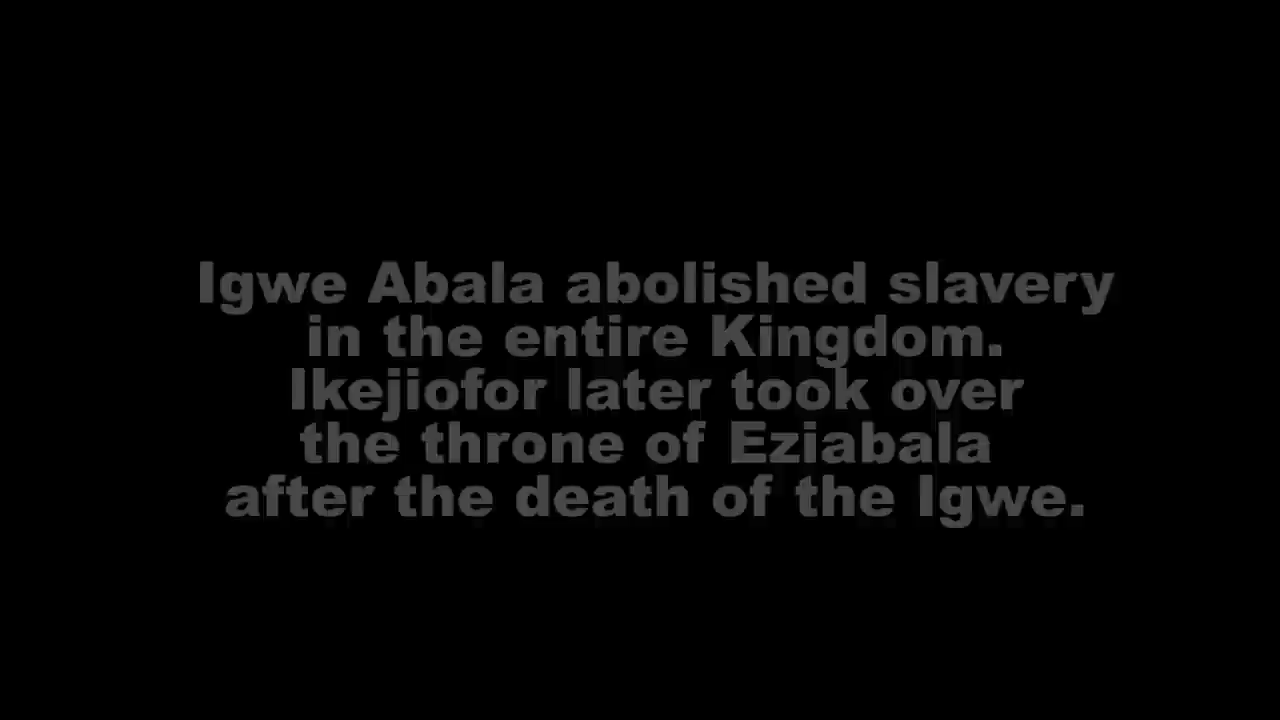 Igwe Abala abolished slavery
in the entire Kingdom.
Ikejiofor later took over
the throne of Eziabala
after the death of the Igwe.